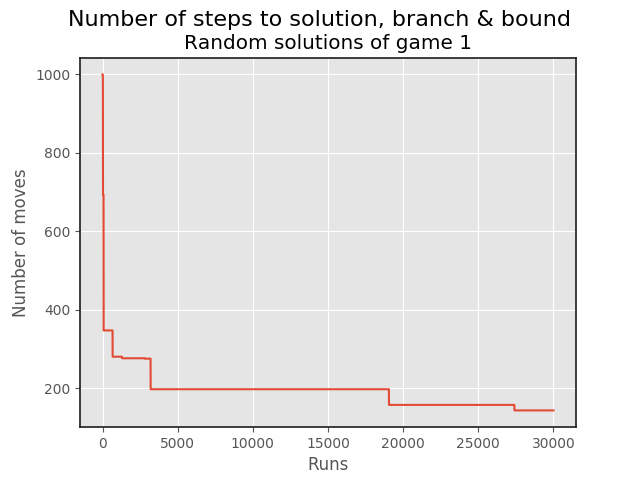 Number of steps to solution, branch & bound
Random solutions of game 1
1000
800
600
400
200
Number of moves
0 5000 10000 15000 20000 25000 30000
Runs